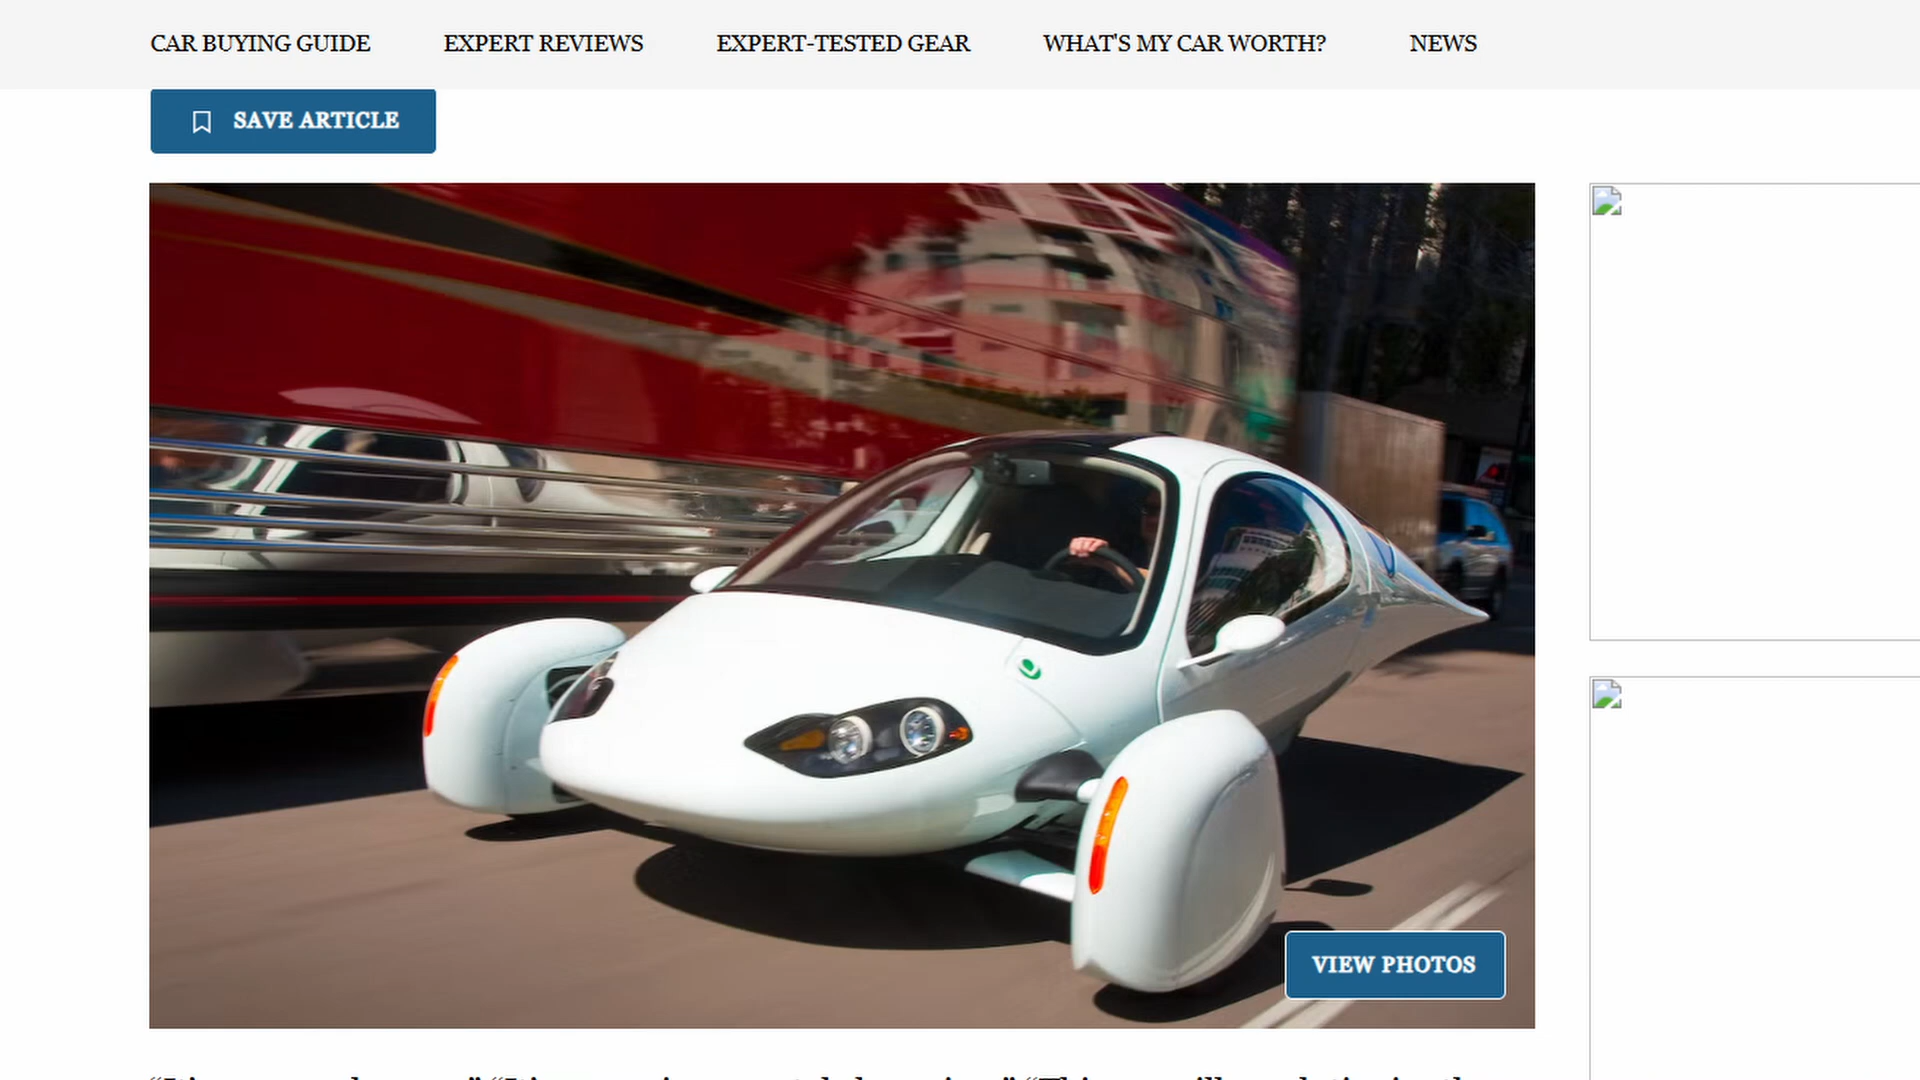 CAR BUYING GUIDE EXPERT REVIEWS EXPERT-TESTED GEAR WHAT'S MY CAR WORTH? NEWS
SAVE ARTICLE
VIEW PHOTOS